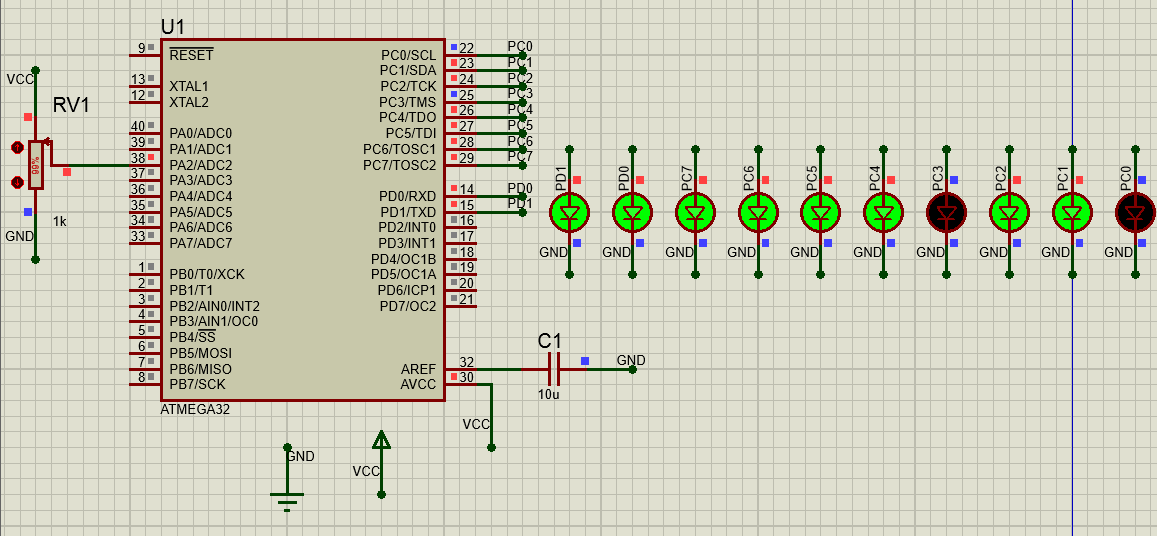 U1
9 RESET
13 XTAL1
12 XTAL2
40 PA0/ADC0
39 PA1/ADC1
38 PA2/ADC2
37 PA3/ADC3
36 PA4/ADC4
35 PA5/ADC5
34 PA6/ADC6
33 PA7/ADC7
1 PB0/T0/XCK
2 PB1/T1
3 PB2/AIN0/INT2
4 PB3/AIN1/OC0
5 PB4/SS
6 PB5/MOSI
7 PB6/MISO
8 PB7/SCK
PC0/SCL 22 PC0
PC1/SDA 23 PC1
PC2/TCK 24 PC2
PC3/TMS 25 PC3
PC4/TDO 26 PC4
PC5/TDI 27 PC5
PC6/TOSC1 28 PC6
PC7/TOSC2 29 PC7
PD0/RXD 14 PD0
PD1/TXD 15 PD1
PD2/INT0 16
PD3/INT1 17
PD4/OC1B 18
PD5/OC1A 19
PD6/ICP1 20
PD7/OC2 21
AREF 32
AVCC 30
ATMEGA32
VCC
RV1
1k
GND
PD1 PD0 PC7 PC6 PC5 PC4 PC3 PC2 PC1 PC0
GND GND GND GND GND GND GND GND GND GND
C1
10u
GND
VCC
GND
VCC